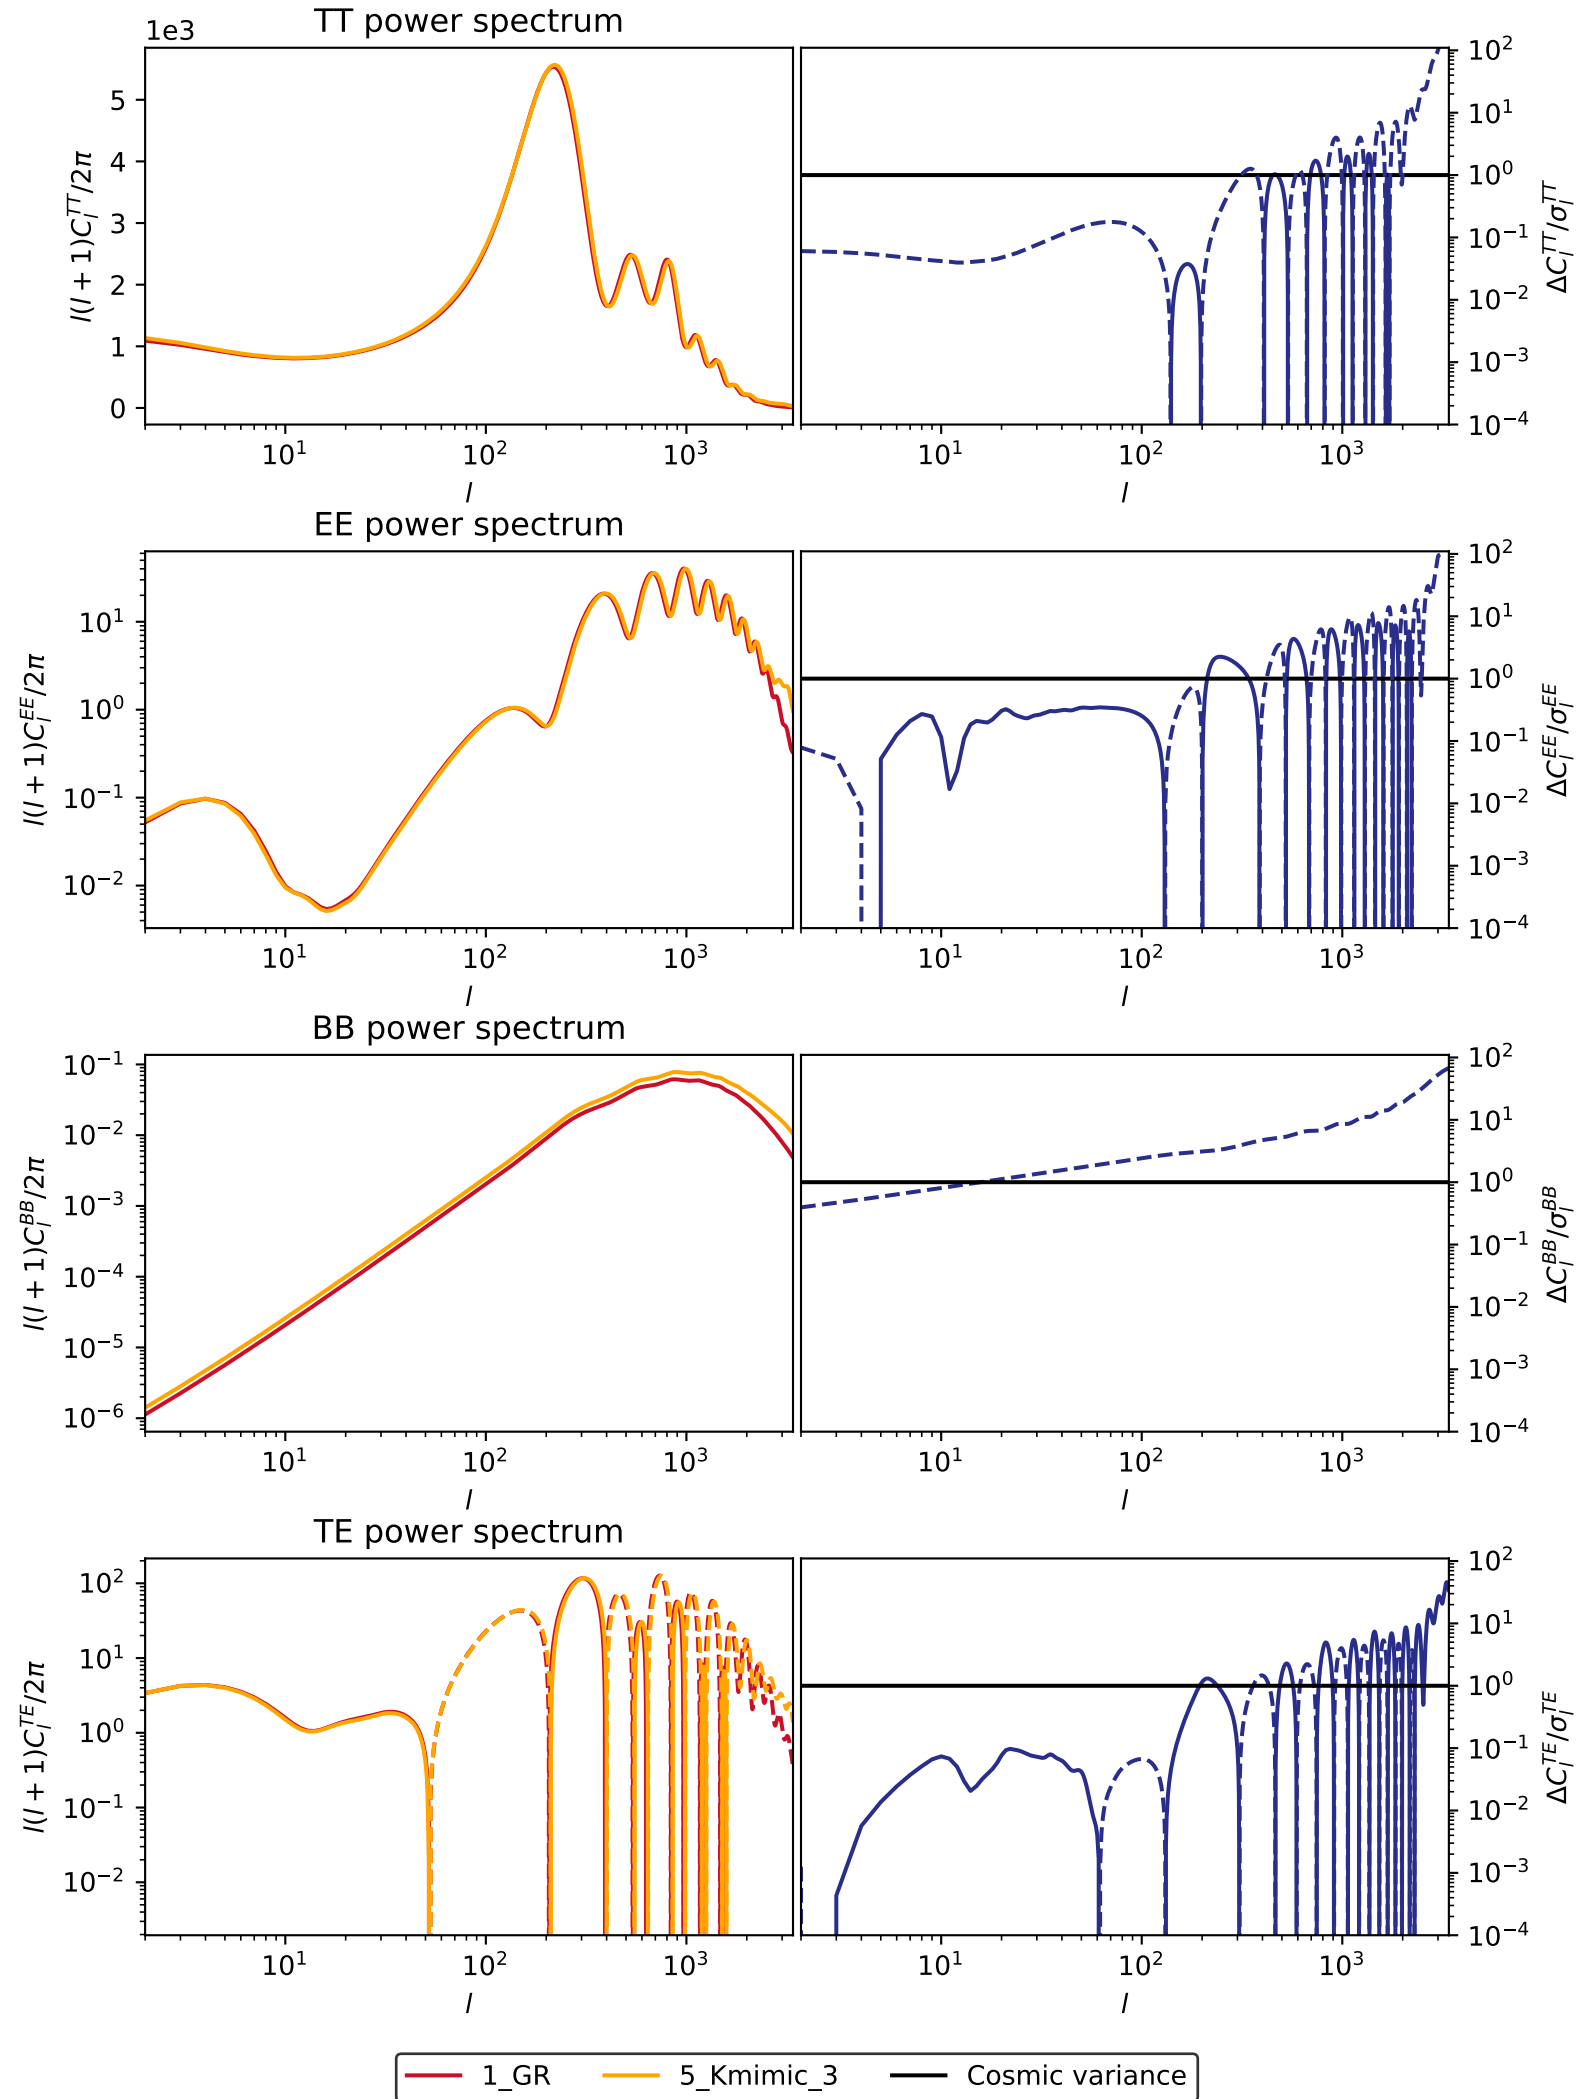 TT power spectrum
1e3
5
4
3
2
1
0
l(l + 1)C_l^{TT}/2π
10^1 10^2 10^3
l
10^2
10^1
10^0
10^{-1}
10^{-2}
10^{-3}
10^{-4}
ΔC_l^{TT}/σ_l^{TT}
10^1 10^2 10^3
l
EE power spectrum
10^1
10^0
10^{-1}
10^{-2}
l(l + 1)C_l^{EE}/2π
10^1 10^2 10^3
l
10^2
10^1
10^0
10^{-1}
10^{-2}
10^{-3}
10^{-4}
ΔC_l^{EE}/σ_l^{EE}
10^1 10^2 10^3
l
BB power spectrum
10^{-1}
10^{-2}
10^{-3}
10^{-4}
10^{-5}
10^{-6}
l(l + 1)C_l^{BB}/2π
10^1 10^2 10^3
l
10^2
10^1
10^0
10^{-1}
10^{-2}
10^{-3}
10^{-4}
ΔC_l^{BB}/σ_l^{BB}
10^1 10^2 10^3
l
TE power spectrum
10^2
10^1
10^0
10^{-1}
10^{-2}
l(l + 1)C_l^{TE}/2π
10^1 10^2 10^3
l
10^2
10^1
10^0
10^{-1}
10^{-2}
10^{-3}
10^{-4}
ΔC_l^{TE}/σ_l^{TE}
10^1 10^2 10^3
l
1_GR 5_Kmimic_3 Cosmic variance